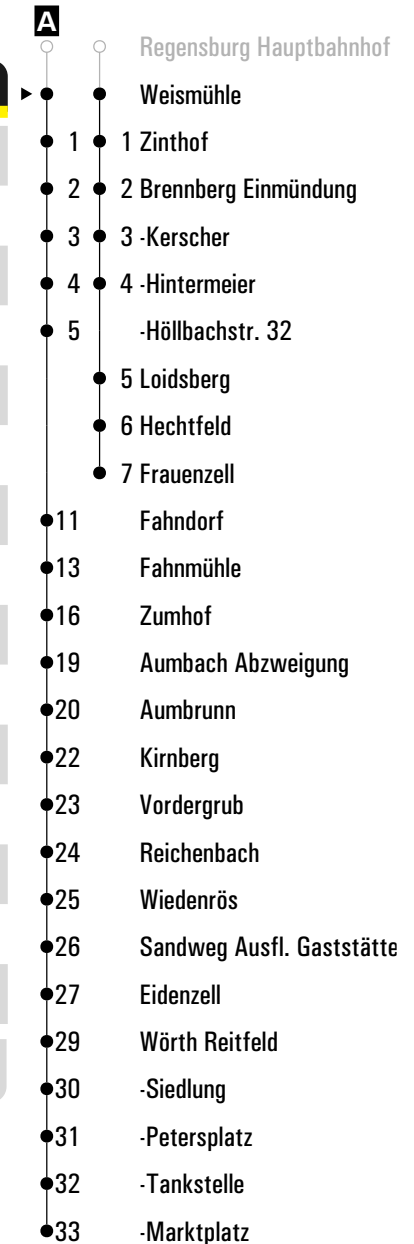 A
Regensburg Hauptbahnhof
Weismühle
1 1 Zinthof
2 2 Brennberg Einmündung
3 3 -Kerscher
4 4 -Hintermeier
5 -Höllbachstr. 32
5 Loidsberg
6 Hechtfeld
7 Frauenzell
11 Fahndorf
13 Fahnmühle
16 Zumhof
19 Aumbach Abzweigung
20 Aumbrunn
22 Kirnberg
23 Vordergrub
24 Reichenbach
25 Wiedenrös
26 Sandweg Ausfl. Gaststätte
27 Eidenzell
29 Wörth Reitfeld
30 -Siedlung
31 -Petersplatz
32 -Tankstelle
33 -Marktplatz